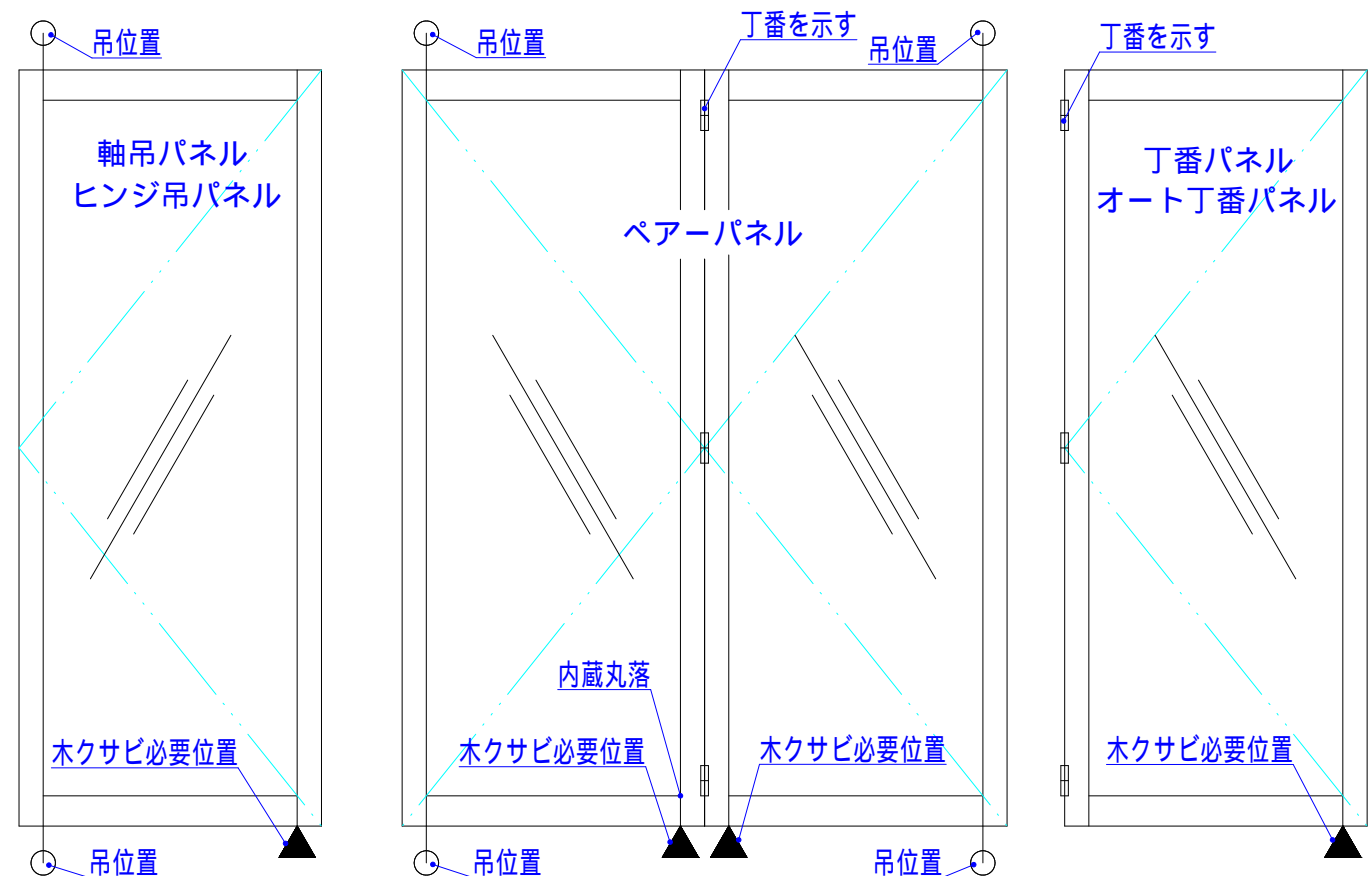 吊位置
吊位置
丁番を示す
吊位置
丁番を示す
軸吊パネル
ヒンジ吊パネル
ペアーパネル
丁番パネル
オート丁番パネル
内蔵丸落
木クサビ必要位置
木クサビ必要位置
木クサビ必要位置
木クサビ必要位置
吊位置
吊位置
吊位置